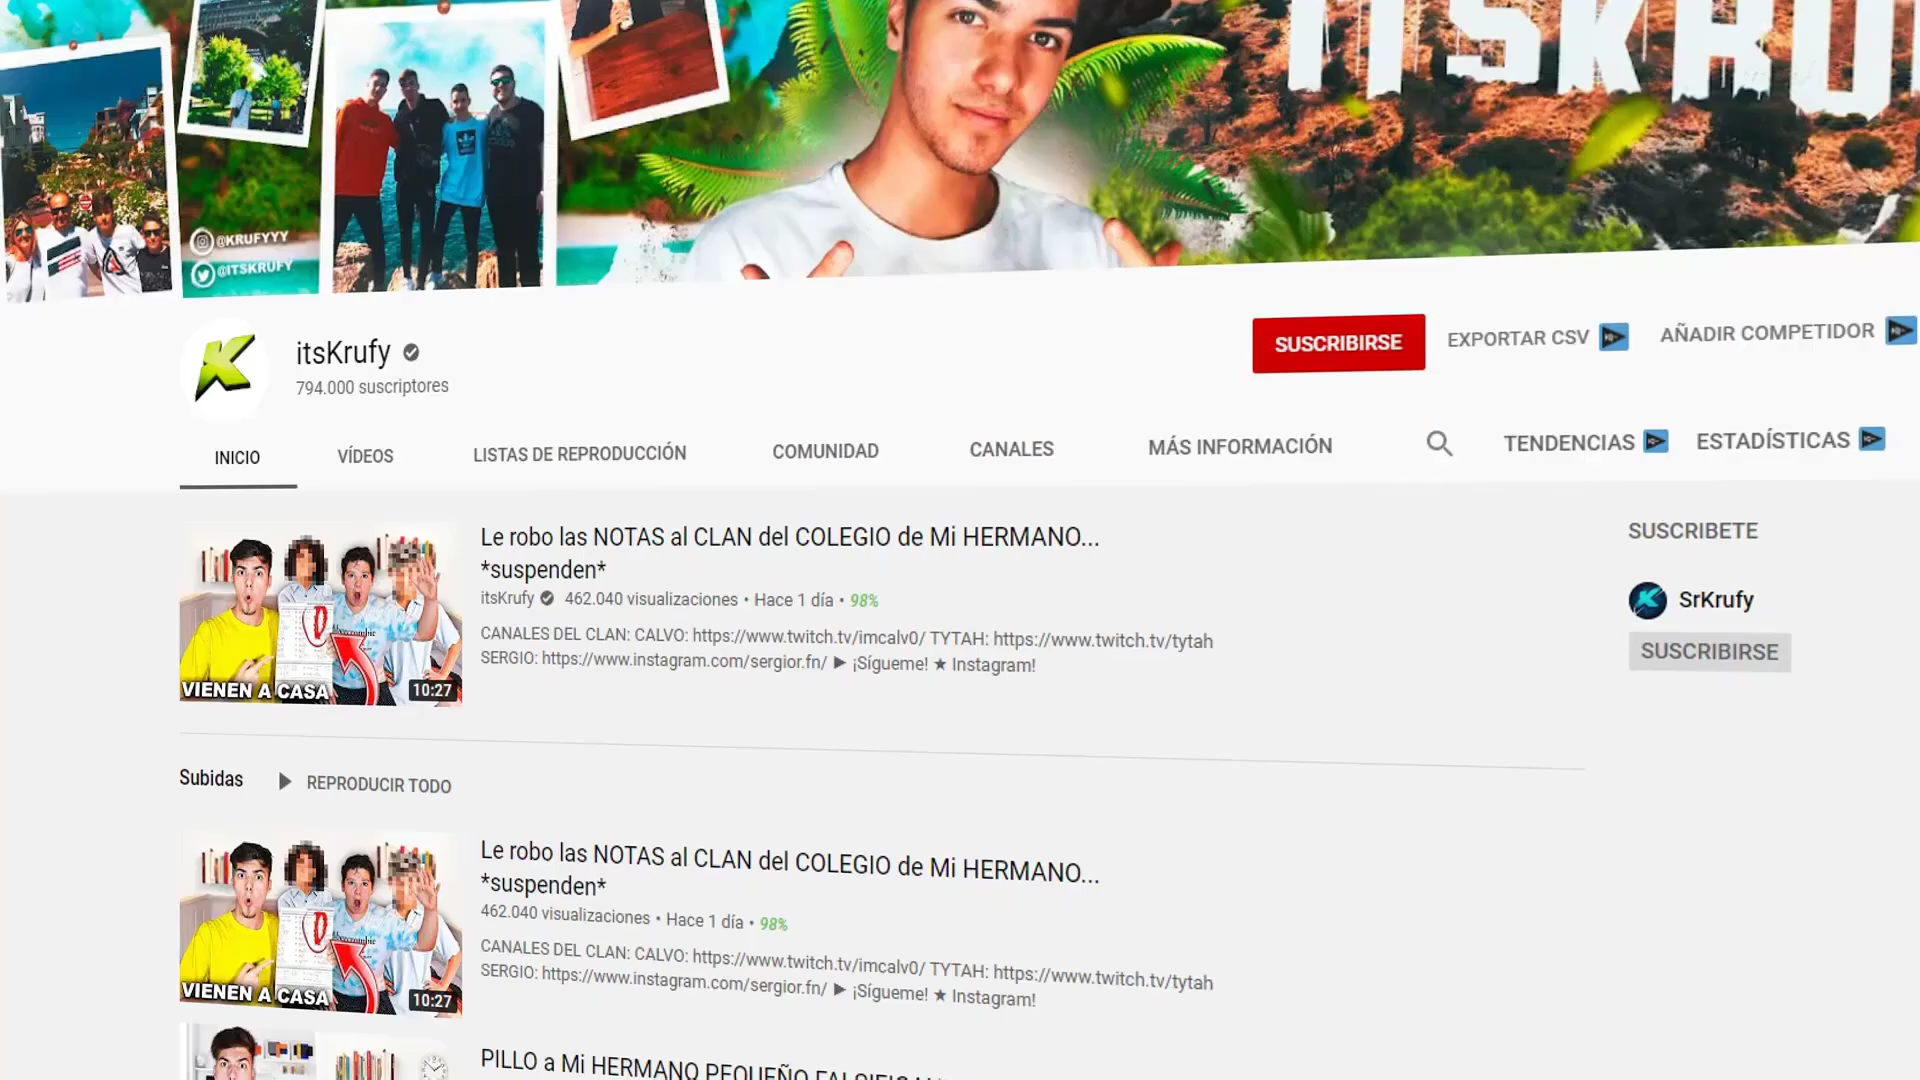 ITSKRU
@KRUFYYY
@ITSKRUFY
itsKrufy
794.000 suscriptores
SUSCRIBIRSE
EXPORTAR CSV
AÑADIR COMPETIDOR
INICIO
VÍDEOS
LISTAS DE REPRODUCCIÓN
COMUNIDAD
CANALES
MÁS INFORMACIÓN
TENDENCIAS
ESTADÍSTICAS
Le robo las NOTAS al CLAN del COLEGIO de Mi HERMANO...
*suspenden*
itsKrufy 462.040 visualizaciones • Hace 1 día • 98%
CANALES DEL CLAN: CALVO: https://www.twitch.tv/imcalv0/ TYTAH: https://www.twitch.tv/tytah
SERGIO: https://www.instagram.com/sergior.fn/ ► ¡Sígueme! ★ Instagram!
VIENEN A CASA
10:27
SUSCRIBETE
SrKrufy
SUSCRIBIRSE
Subidas
REPRODUCIR TODO
Le robo las NOTAS al CLAN del COLEGIO de Mi HERMANO...
*suspenden*
462.040 visualizaciones • Hace 1 día • 98%
CANALES DEL CLAN: CALVO: https://www.twitch.tv/imcalv0/ TYTAH: https://www.twitch.tv/tytah
SERGIO: https://www.instagram.com/sergior.fn/ ► ¡Sígueme! ★ Instagram!
VIENEN A CASA
10:27
PILLO a Mi HERMANO PEQUEÑO